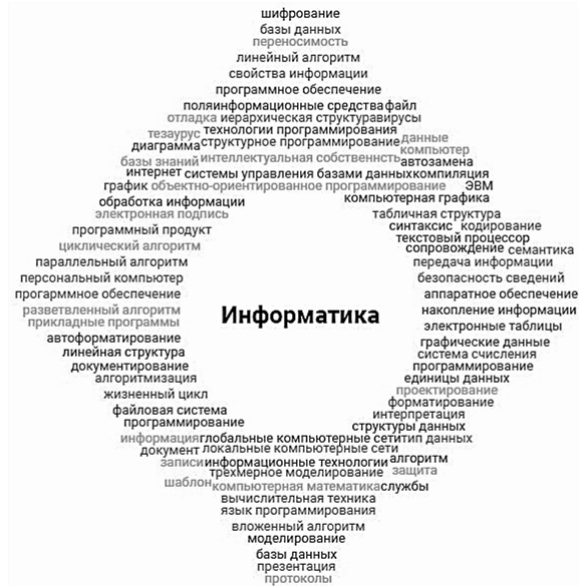 шифрование
базы данных
переносимость
линейный алгоритм
свойства информации
программное обеспечение
поляинформационные средствафайл
отладка иерархическая структуравирусы
тезаурус технологии программирования данные
диаграмма структурное программирование компьютер
базы знаний интеллектуальная собственнсть автозамена
интернет системы управления базами данныхкомпиляция
график объектно-ориентированное программирование ЭВМ
обработка информации компьютерная графика
электронная подпись табличная структура
программный продукт синтаксис кодирование
текстовый процессор
циклический алгоритм сопровождение семантика
параллельный алгоритм передача информации
персональный компьютер безопасность сведений
прогармное обеспечение аппаратное обеспечение
разветвленный алгоритм Информатика накопление информации
прикладные программы электронные таблицы
автоформатирование графические данные
линейная структура система счисления
документирование программирование
алгоритмизация единицы данных
жизненный цикл проектирование
форматирование
файловая система интерпретация
программирование структуры данных
информацияглобальные компьютерные сетитип данных
документ локальные компьютерные сети
записиинформационные технологии алгоритм
трехмерное моделирование защита
шаблон компьютерная математикаслужбы
вычислительная техника
язык программирования
вложенный алгоритм
моделирование
базы данных
презентация
протоколы